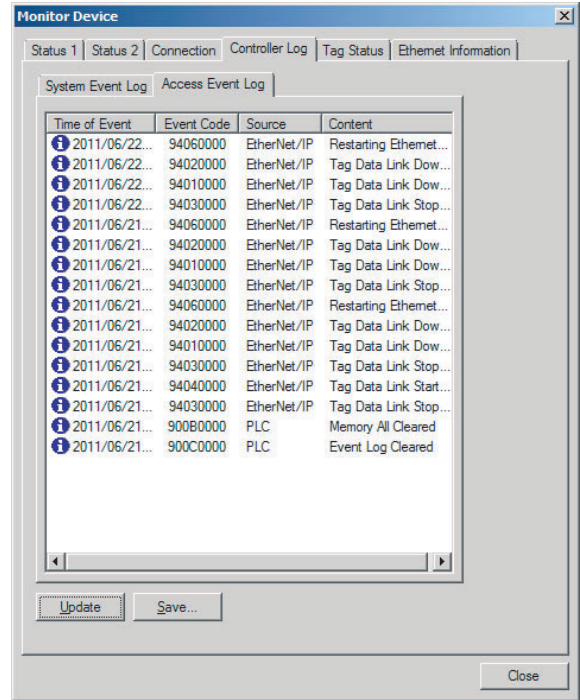 Monitor Device
Status 1 Status 2 Connection Controller Log Tag Status Ethernet Information
System Event Log Access Event Log
Time of Event Event Code Source Content
2011/06/22... 94060000 EtherNet/IP Restarting Ethernet...
2011/06/22... 94020000 EtherNet/IP Tag Data Link Dow...
2011/06/22... 94010000 EtherNet/IP Tag Data Link Dow...
2011/06/22... 94030000 EtherNet/IP Tag Data Link Stop...
2011/06/21... 94060000 EtherNet/IP Restarting Ethernet...
2011/06/21... 94020000 EtherNet/IP Tag Data Link Dow...
2011/06/21... 94010000 EtherNet/IP Tag Data Link Dow...
2011/06/21... 94030000 EtherNet/IP Tag Data Link Stop...
2011/06/21... 94060000 EtherNet/IP Restarting Ethernet...
2011/06/21... 94020000 EtherNet/IP Tag Data Link Dow...
2011/06/21... 94010000 EtherNet/IP Tag Data Link Dow...
2011/06/21... 94030000 EtherNet/IP Tag Data Link Stop...
2011/06/21... 94040000 EtherNet/IP Tag Data Link Start...
2011/06/21... 94030000 EtherNet/IP Tag Data Link Stop...
2011/06/21... 900B0000 PLC Memory All Cleared
2011/06/21... 900C0000 PLC Event Log Cleared
Update Save...
Close